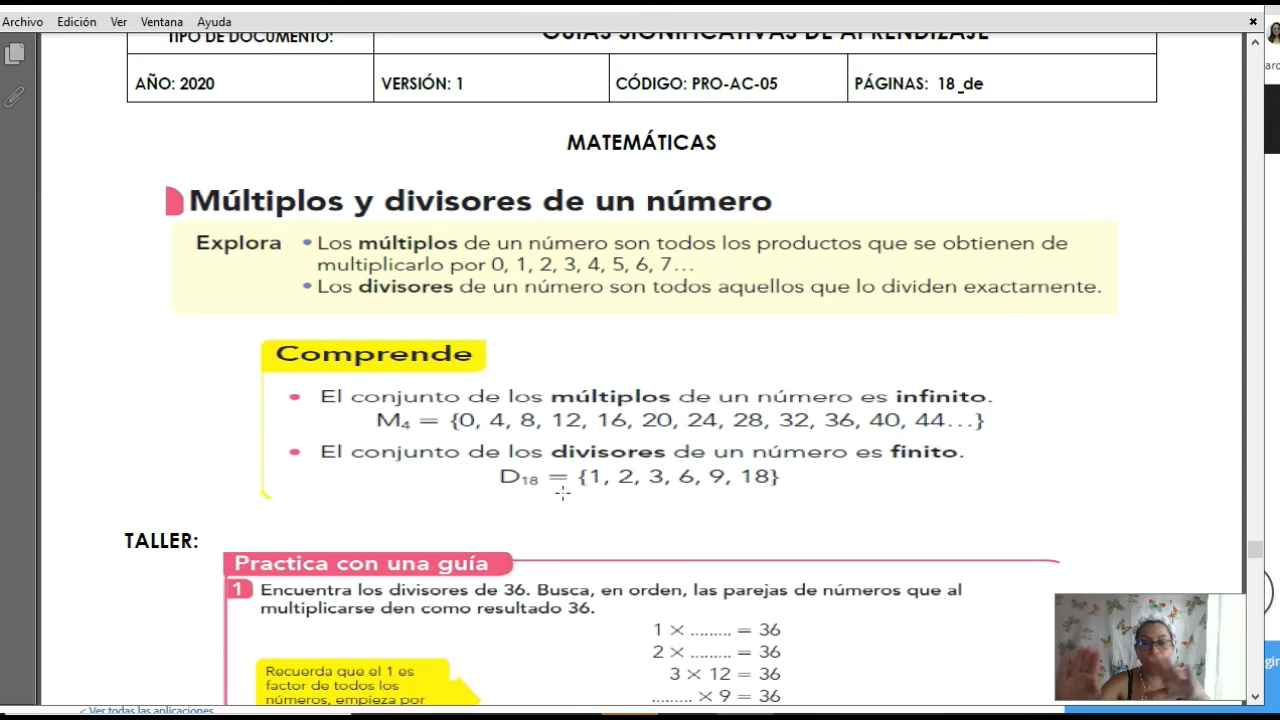 Archivo Edición Ver Ventana Ayuda
TIPO DE DOCUMENTO: GUÍAS SIGNIFICATIVAS DE APRENDIZAJE
AÑO: 2020 VERSIÓN: 1 CÓDIGO: PRO-AC-05 PÁGINAS: 18 _de
MATEMÁTICAS
Múltiplos y divisores de un número
Explora • Los múltiplos de un número son todos los productos que se obtienen de
multiplicarlo por 0, 1, 2, 3, 4, 5, 6, 7...
• Los divisores de un número son todos aquellos que lo dividen exactamente.
Comprende
• El conjunto de los múltiplos de un número es infinito.
M₄ = {0, 4, 8, 12, 16, 20, 24, 28, 32, 36, 40, 44...}
• El conjunto de los divisores de un número es finito.
D₁₈ = {1, 2, 3, 6, 9, 18}
TALLER:
Practica con una guía
1 Encuentra los divisores de 36. Busca, en orden, las parejas de números que al
multiplicarse den como resultado 36.
1 × ......... = 36
2 × ......... = 36
3 × 12 = 36
......... × 9 = 36
Recuerda que el 1 es
factor de todos los
números, empieza por
< Ver todas las aplicaciones